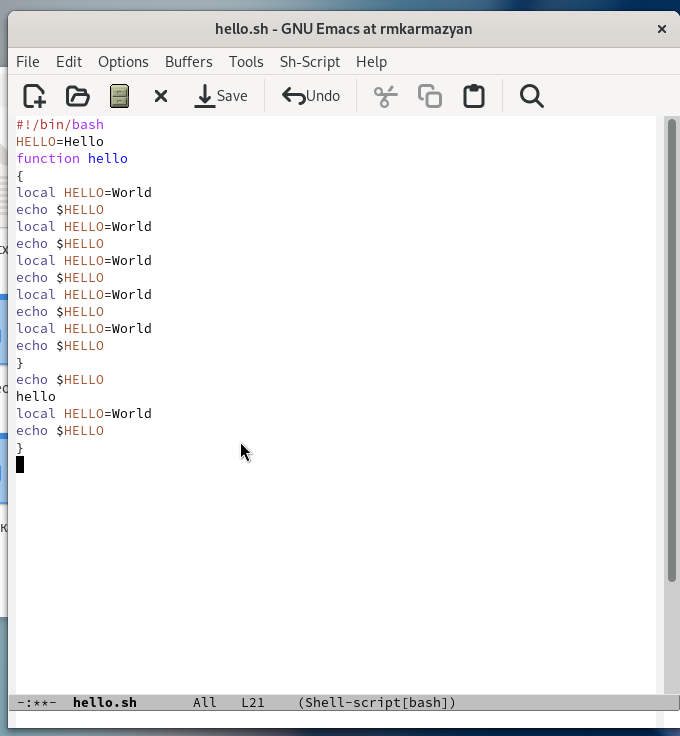 hello.sh - GNU Emacs at rmkarmazyan
File Edit Options Buffers Tools Sh-Script Help
Save Undo
#!/bin/bash
HELLO=Hello
function hello
{
local HELLO=World
echo $HELLO
local HELLO=World
echo $HELLO
local HELLO=World
echo $HELLO
local HELLO=World
echo $HELLO
local HELLO=World
echo $HELLO
}
echo $HELLO
hello
local HELLO=World
echo $HELLO
}
-:**- hello.sh All L21 (Shell-script[bash])